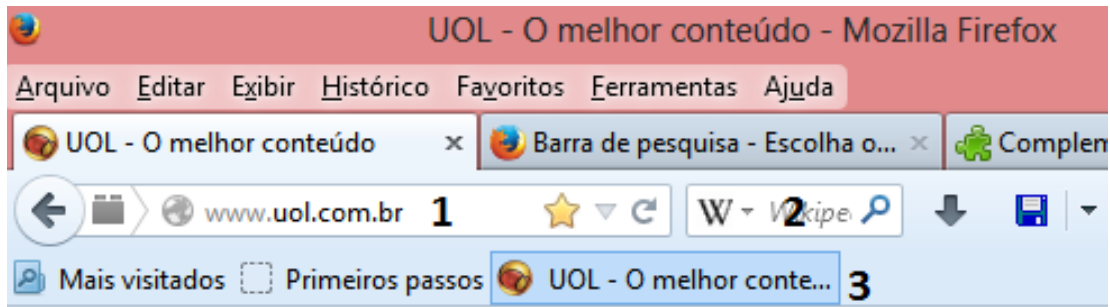 UOL - O melhor conteúdo - Mozilla Firefox
Arquivo Editar Exibir Histórico Favoritos Ferramentas Ajuda
UOL - O melhor conteúdo × Barra de pesquisa - Escolha o... × Complem
www.uol.com.br 1 W 2 Wikipe
Mais visitados Primeiros passos UOL - O melhor conte... 3